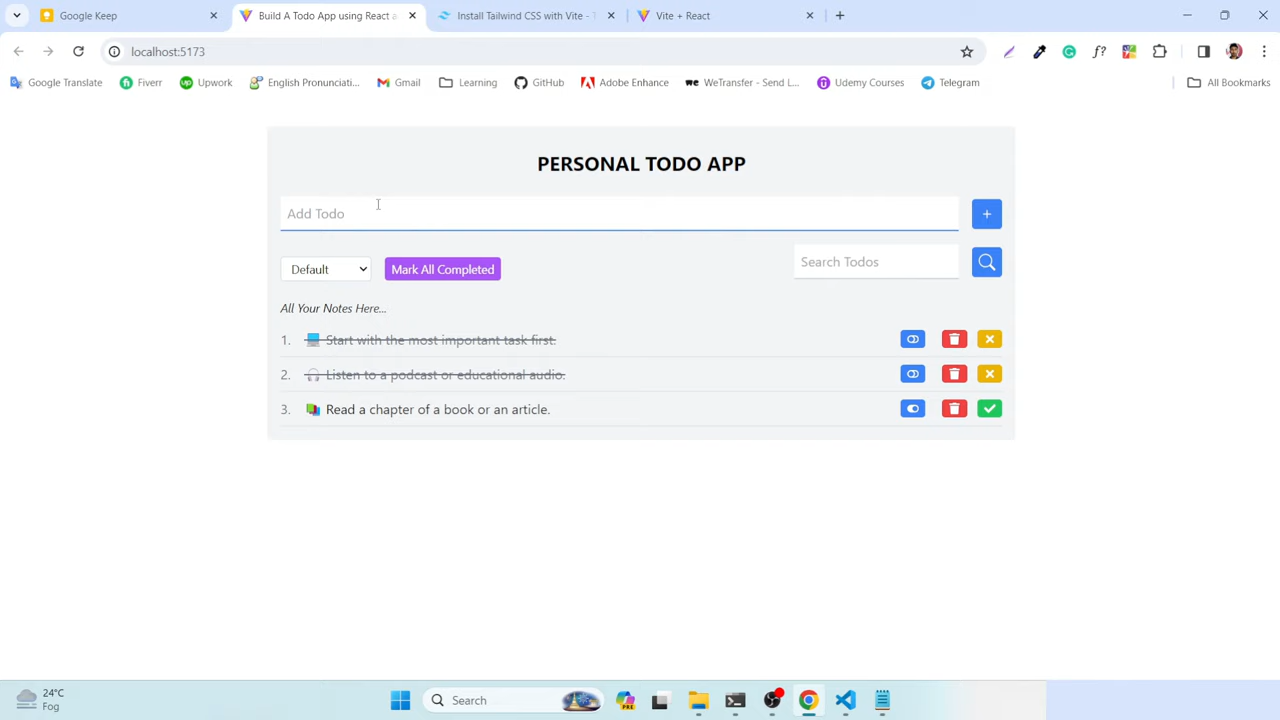 Google Keep
Build A Todo App using React a
Install Tailwind CSS with Vite - T
Vite + React
localhost:5173
Google Translate
Fiverr
Upwork
English Pronunciati...
Gmail
Learning
GitHub
Adobe Enhance
WeTransfer - Send L...
Udemy Courses
Telegram
All Bookmarks
PERSONAL TODO APP
Add Todo
+
Default
Mark All Completed
Search Todos
All Your Notes Here...
1. Start with the most important task first.
2. Listen to a podcast or educational audio.
3. Read a chapter of a book or an article.
24°C
Fog
Search